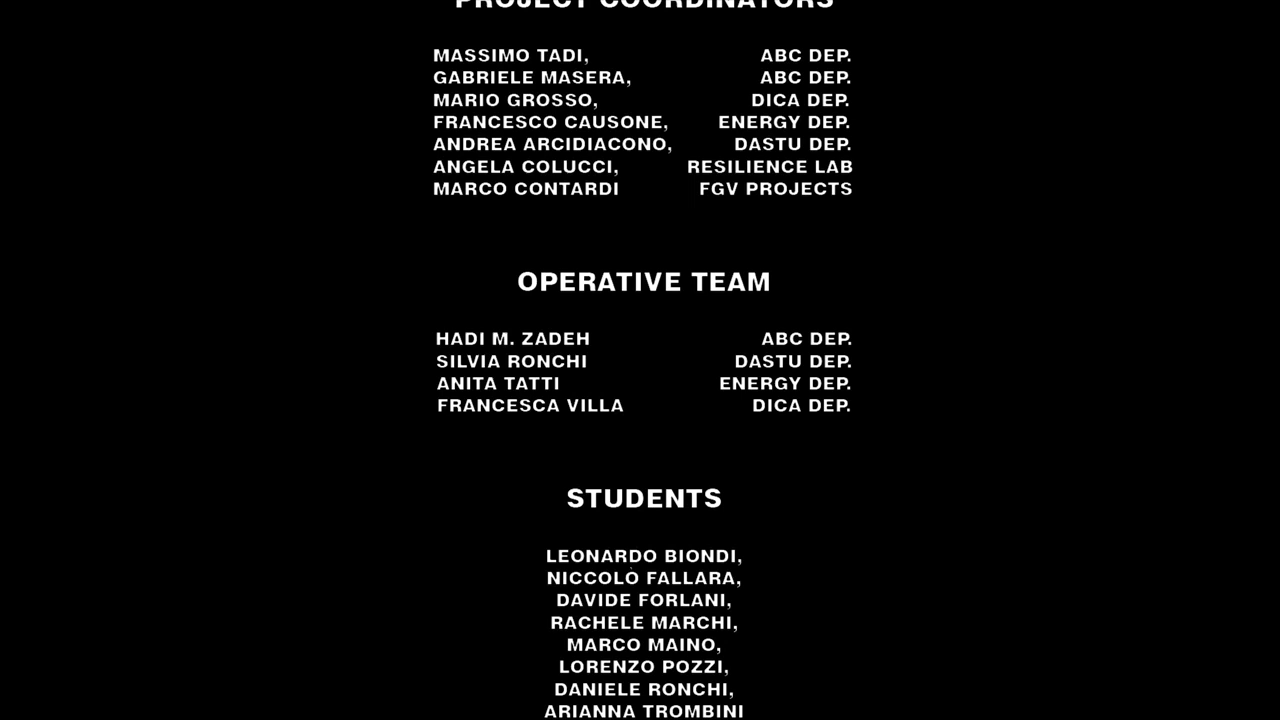 PROJECT COORDINATORS
MASSIMO TADI, ABC DEP.
GABRIELE MASERA, ABC DEP.
MARIO GROSSO, DICA DEP.
FRANCESCO CAUSONE, ENERGY DEP.
ANDREA ARCIDIACONO, DASTU DEP.
ANGELA COLUCCI, RESILIENCE LAB
MARCO CONTARDI FGV PROJECTS
OPERATIVE TEAM
HADI M. ZADEH ABC DEP.
SILVIA RONCHI DASTU DEP.
ANITA TATTI ENERGY DEP.
FRANCESCA VILLA DICA DEP.
STUDENTS
LEONARDO BIONDI,
NICCOLÒ FALLARA,
DAVIDE FORLANI,
RACHELE MARCHI,
MARCO MAINO,
LORENZO POZZI,
DANIELE RONCHI,
ARIANNA TROMBINI